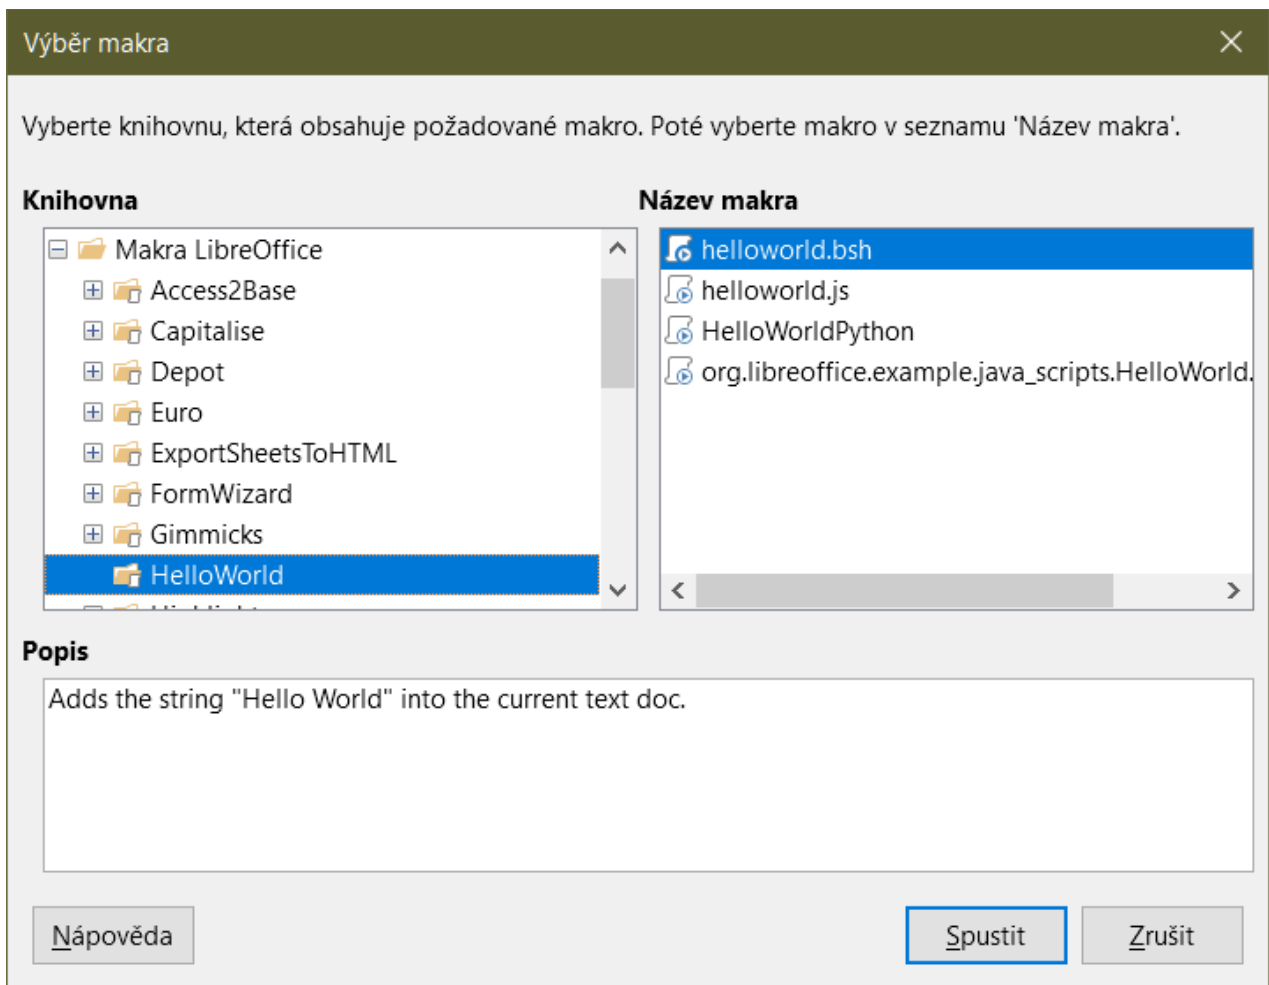 Výběr makra
Vyberte knihovnu, která obsahuje požadované makro. Poté vyberte makro v seznamu 'Název makra'.
Knihovna
Makra LibreOffice
Access2Base
Capitalise
Depot
Euro
ExportSheetsToHTML
FormWizard
Gimmicks
HelloWorld
Název makra
helloworld.bsh
helloworld.js
HelloWorldPython
org.libreoffice.example.java_scripts.HelloWorld.
Popis
Adds the string "Hello World" into the current text doc.
Nápověda
Spustit
Zrušit